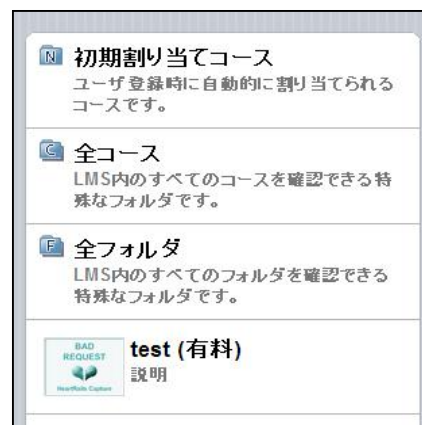 N
初期割り当てコース
ユーザ登録時に自動的に割り当てられる
コースです。
C
全コース
LMS内のすべてのコースを確認できる特
殊なフォルダです。
F
全フォルダ
LMS内のすべてのフォルダを確認できる
特殊なフォルダです。
BAD
REQUEST
HeartRails Capture
test (有料)
説明